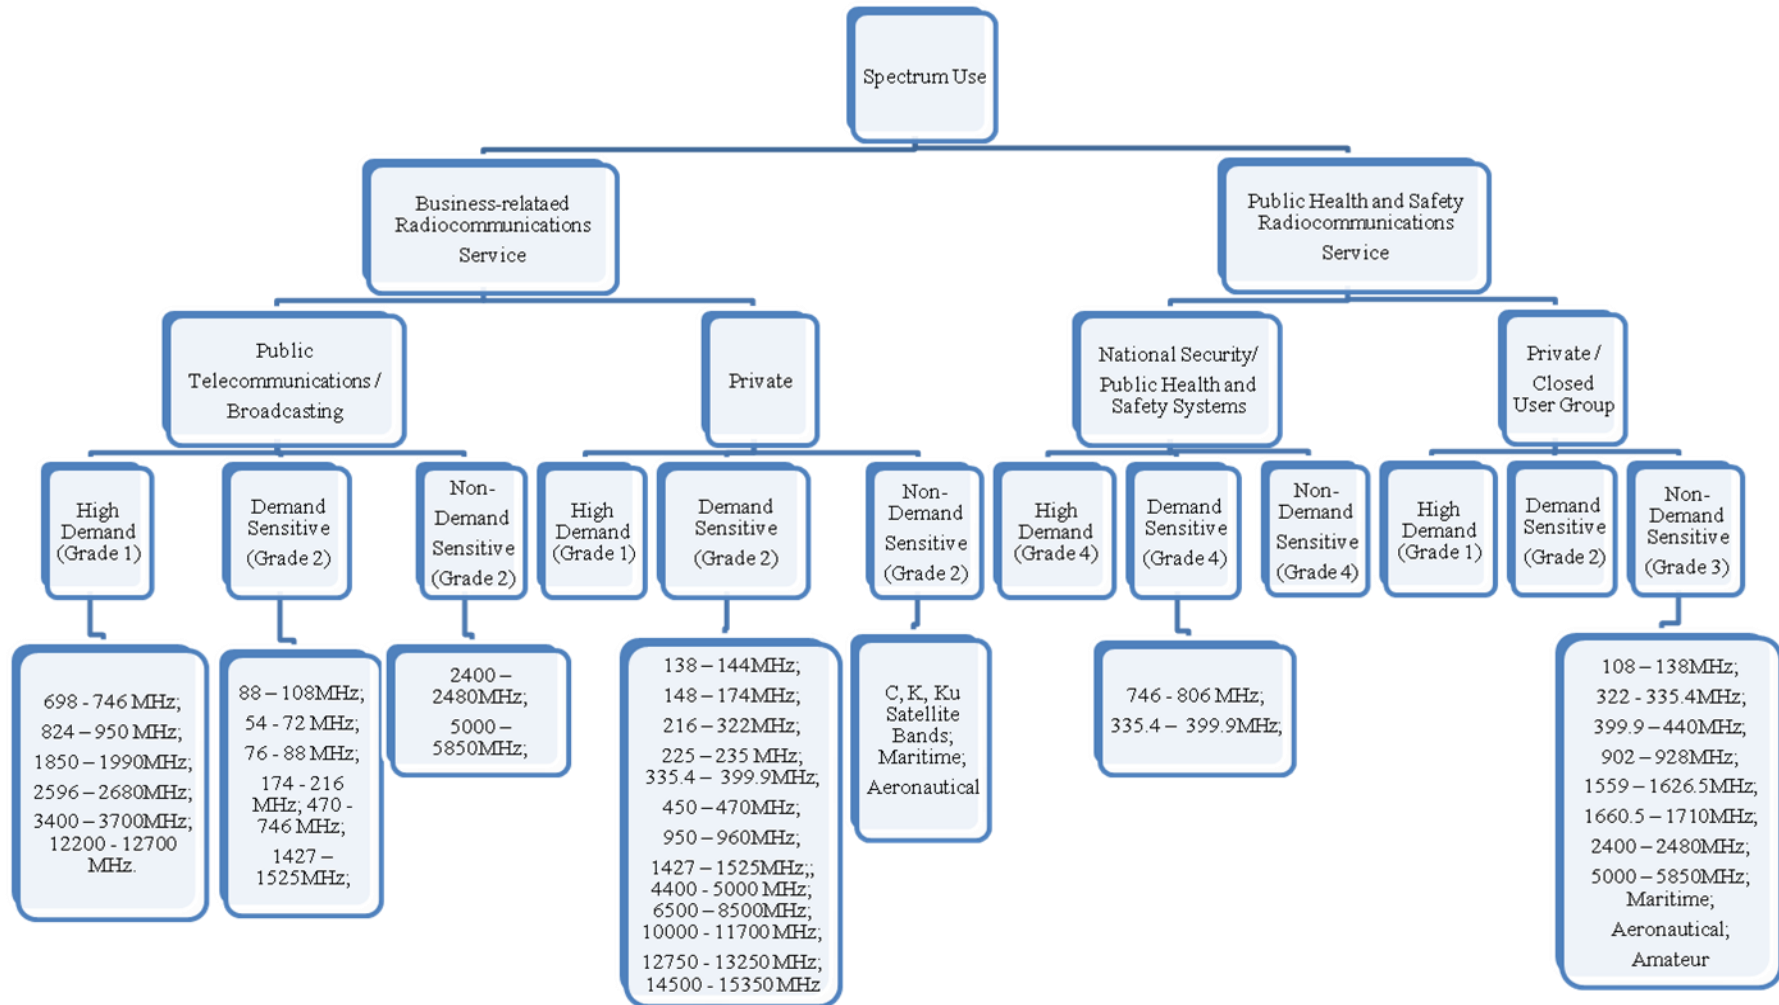 Spectrum Use
Business-relataed
Radiocommunications
Service
Public Health and Safety
Radiocommunications
Service
Public
Telecommunications /
Broadcasting
Private
National Security/
Public Health and
Safety Systems
Private /
Closed
User Group
High
Demand
(Grade 1)
Demand
Sensitive
(Grade 2)
Non-
Demand
Sensitive
(Grade 2)
High
Demand
(Grade 1)
Demand
Sensitive
(Grade 2)
Non-
Demand
Sensitive
(Grade 2)
High
Demand
(Grade 4)
Demand
Sensitive
(Grade 4)
Non-
Demand
Sensitive
(Grade 4)
High
Demand
(Grade 1)
Demand
Sensitive
(Grade 2)
Non-
Demand
Sensitive
(Grade 3)
698 - 746 MHz;
824 – 950 MHz;
1850 – 1990MHz;
2596 – 2680MHz;
3400 – 3700MHz;
12200 - 12700
MHz.
88 – 108MHz;
54 - 72 MHz;
76 - 88 MHz;
174 - 216
MHz; 470 -
746 MHz;
1427 –
1525MHz;
2400 –
2480MHz;
5000 –
5850MHz;
138 – 144MHz;
148 – 174MHz;
216 – 322MHz;
225 – 235 MHz;
335.4 – 399.9MHz;
450 – 470MHz;
950 – 960MHz;
1427 – 1525MHz;;
4400 - 5000 MHz;
6500 – 8500MHz;
10000 - 11700 MHz;
12750 - 13250 MHz;
14500 - 15350 MHz
C, K, Ku
Satellite
Bands;
Maritime;
Aeronautical
746 - 806 MHz;
335.4 – 399.9MHz;
108 – 138MHz;
322 - 335.4MHz;
399.9 – 440MHz;
902 – 928MHz;
1559 – 1626.5MHz;
1660.5 – 1710MHz;
2400 – 2480MHz;
5000 – 5850MHz;
Maritime;
Aeronautical;
Amateur